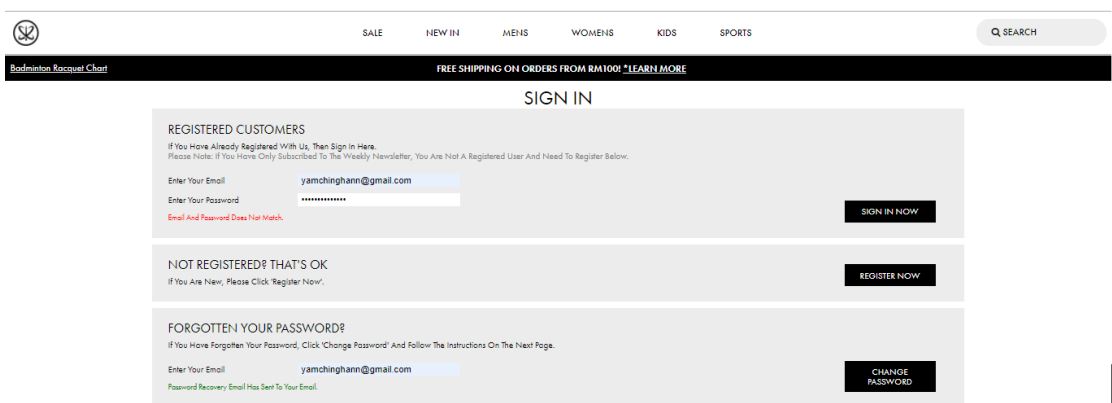 SALE NEW IN MENS WOMENS KIDS SPORTS SEARCH
Badminton Racquet Chart FREE SHIPPING ON ORDERS FROM RM100! *LEARN MORE
SIGN IN
REGISTERED CUSTOMERS
If You Have Already Registered With Us, Then Sign In Here.
Please Note: If You Have Only Subscribed To The Weekly Newsletter, You Are Not A Registered User And Need To Register Below.
Enter Your Email yamchinghann@gmail.com
Enter Your Password ••••••••••••••
Email And Password Does Not Match.
SIGN IN NOW
NOT REGISTERED? THAT'S OK
If You Are New, Please Click 'Register Now'.
REGISTER NOW
FORGOTTEN YOUR PASSWORD?
If You Have Forgotten Your Password, Click 'Change Password' And Follow The Instructions On The Next Page.
Enter Your Email yamchinghann@gmail.com
Password Recovery Email Has Sent To Your Email.
CHANGE
PASSWORD